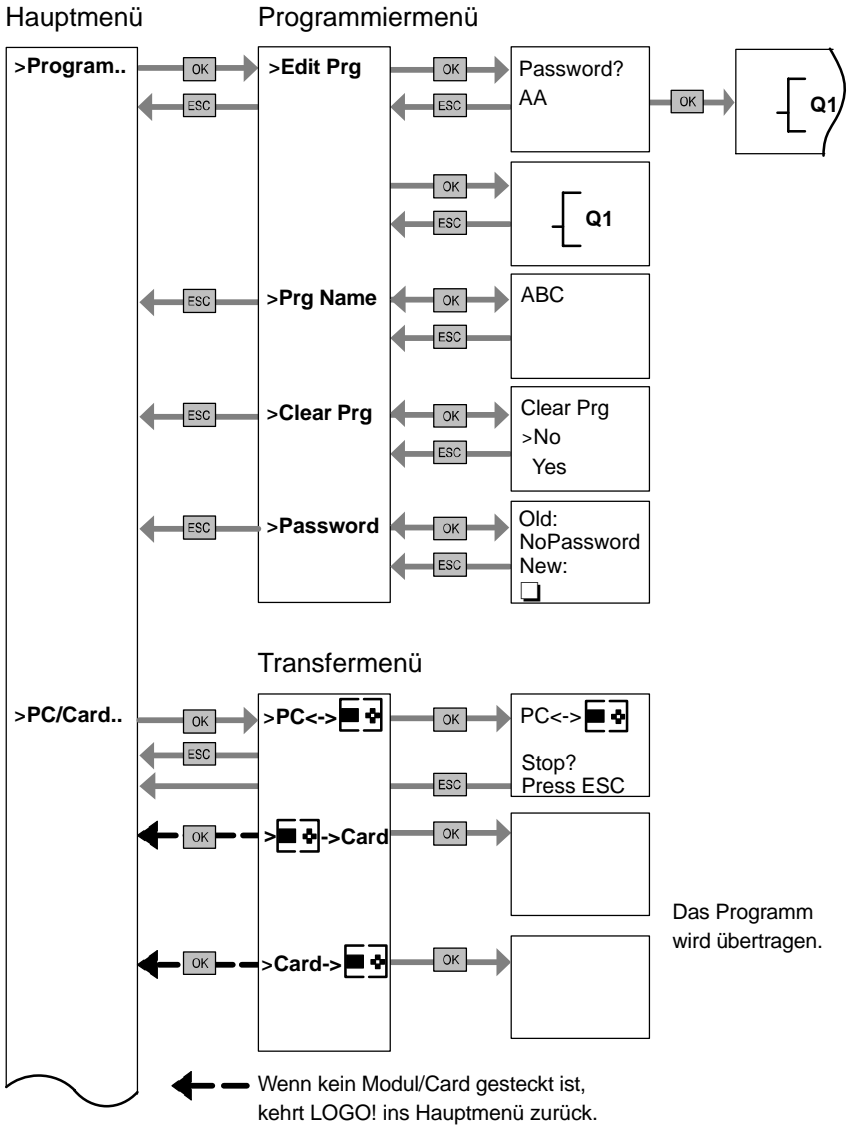 Hauptmenü
Programmiermenü
>Program..
OK
>Edit Prg
OK
Password?
ESC
ESC
AA
OK
Q1
OK
ESC
Q1
ESC
>Prg Name
OK
ABC
ESC
ESC
>Clear Prg
OK
Clear Prg
ESC
>No
Yes
ESC
>Password
OK
Old:
NoPassword
ESC
New:
Transfermenü
>PC/Card..
OK
>PC<->
OK
PC<->
ESC
Stop?
ESC
Press ESC
OK
>->Card
OK
Das Programm
wird übertragen.
OK
>Card->
OK
Wenn kein Modul/Card gesteckt ist,
kehrt LOGO! ins Hauptmenü zurück.